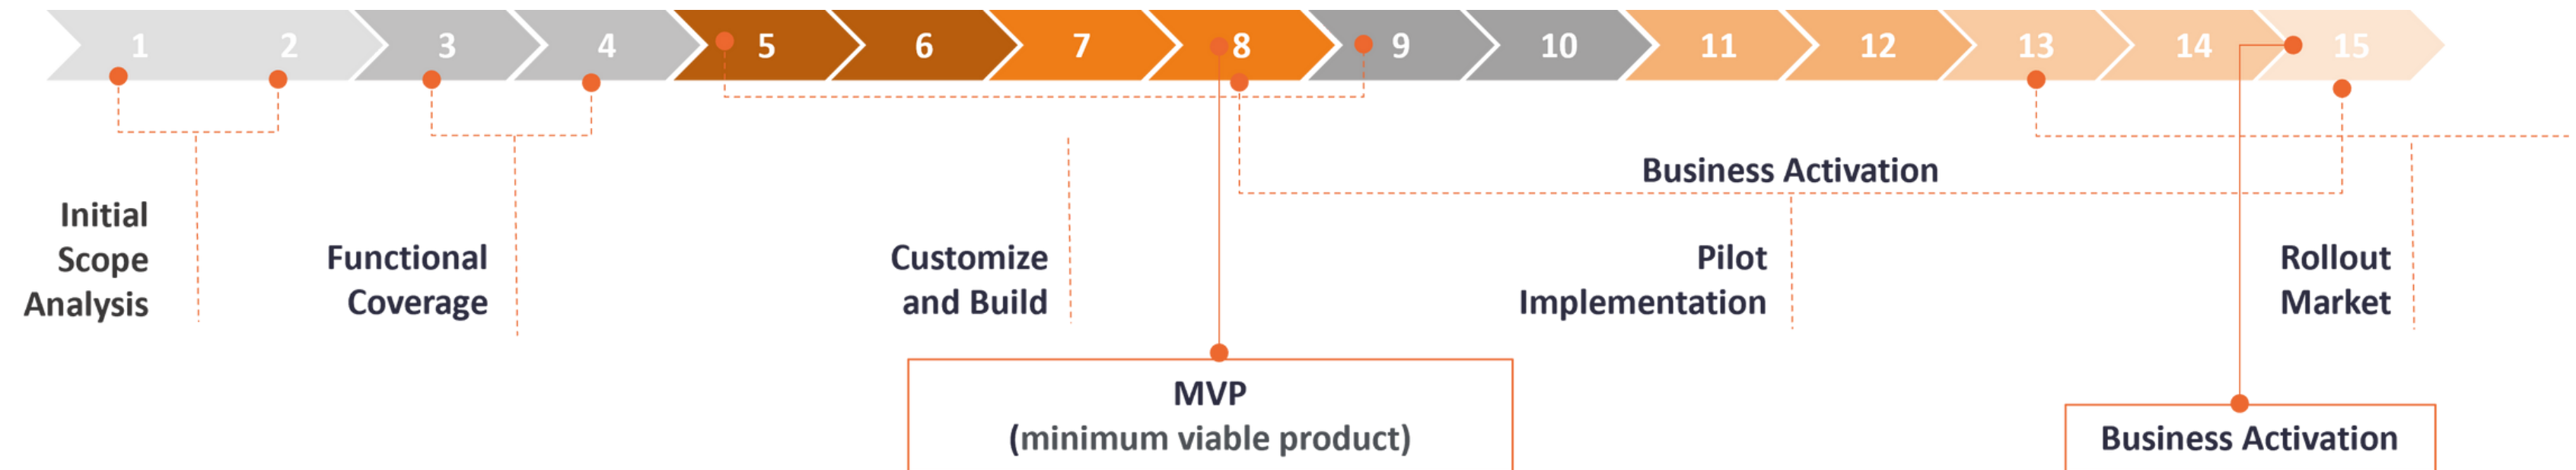 1 2 3 4 5 6 7 8 9 10 11 12 13 14 15
Business Activation
Initial
Scope
Analysis
Functional
Coverage
Customize
and Build
Pilot
Implementation
Rollout
Market
MVP
(minimum viable product)
Business Activation